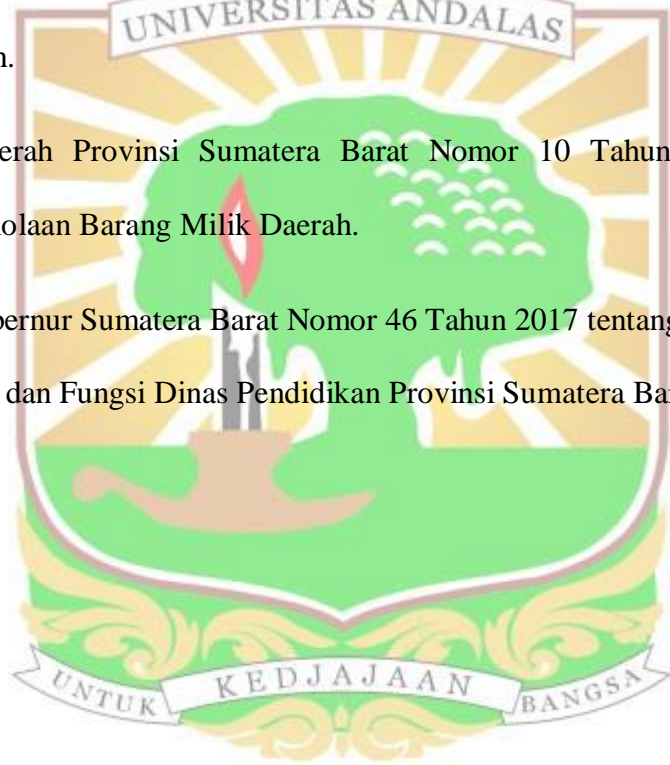 UNIVERSITAS ANDALAS
n.
erah Provinsi Sumatera Barat Nomor 10 Tahun
olaan Barang Milik Daerah.
bernur Sumatera Barat Nomor 46 Tahun 2017 tentang
dan Fungsi Dinas Pendidikan Provinsi Sumatera Ba
UNTUK KEDJAJAAN BANGSA